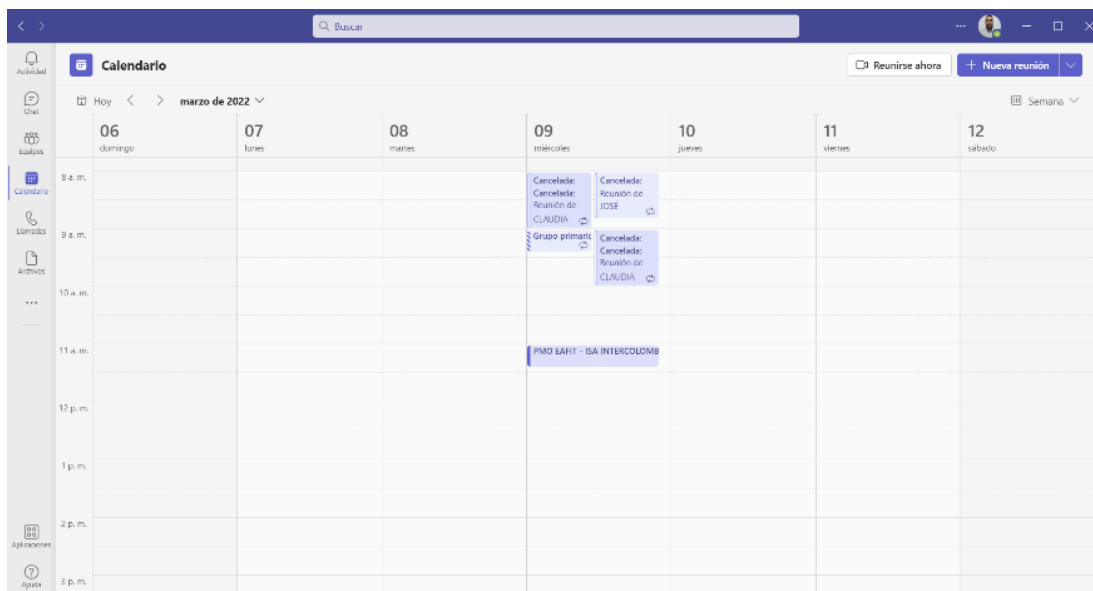 Buscar
Actividad
Chat
Equipos
Calendario
Llamadas
Archivos
Aplicaciones
Ayuda
Calendario
Reunirse ahora
+ Nueva reunión
Hoy
marzo de 2022
Semana
06
domingo
07
lunes
08
martes
09
miércoles
10
jueves
11
viernes
12
sábado
8 a. m.
9 a. m.
10 a. m.
11 a. m.
12 p. m.
1 p. m.
2 p. m.
3 p. m.
Cancelada:
Cancelada:
Reunión de
CLAUDIA
Cancelada:
Reunión de
JOSÉ
Grupo primario
Cancelada:
Cancelada:
Reunión de
CLAUDIA
PMO EAFIT - ISA INTERCOLOMB